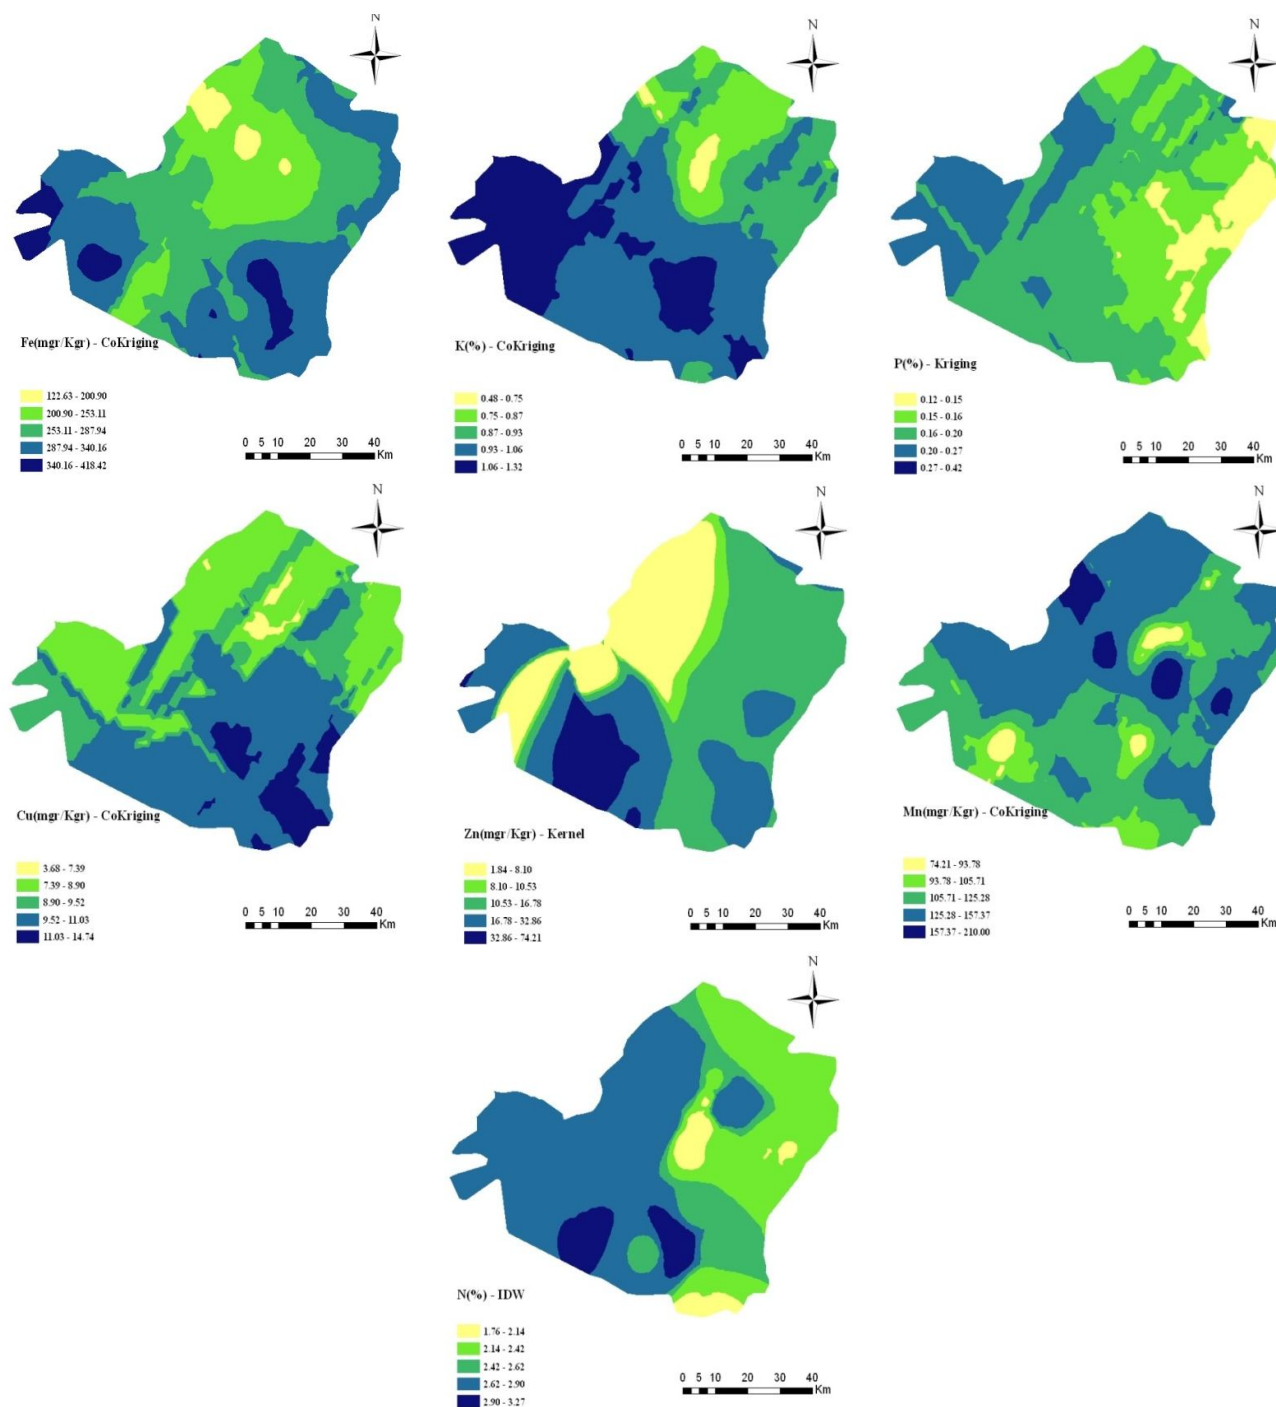 N
Fe(mgr/Kgr) - CoKriging
122.63 - 200.90
200.90 - 253.11
253.11 - 287.94
287.94 - 340.16
340.16 - 418.42
0 5 10 20 30 40
Km
N
K(%) - CoKriging
0.48 - 0.75
0.75 - 0.87
0.87 - 0.93
0.93 - 1.06
1.06 - 1.32
0 5 10 20 30 40
Km
N
P(%) - Kriging
0.12 - 0.15
0.15 - 0.16
0.16 - 0.20
0.20 - 0.27
0.27 - 0.42
0 5 10 20 30 40
Km
N
Cu(mgr/Kgr) - CoKriging
3.68 - 7.39
7.39 - 8.90
8.90 - 9.52
9.52 - 11.03
11.03 - 14.74
0 5 10 20 30 40
Km
N
Zn(mgr/Kgr) - Kernel
1.84 - 8.10
8.10 - 10.53
10.53 - 16.78
16.78 - 32.86
32.86 - 74.21
0 5 10 20 30 40
Km
N
Mn(mgr/Kgr) - CoKriging
74.21 - 93.78
93.78 - 105.71
105.71 - 125.28
125.28 - 157.37
157.37 - 210.00
0 5 10 20 30 40
Km
N
N(%) - IDW
1.76 - 2.14
2.14 - 2.42
2.42 - 2.62
2.62 - 2.90
2.90 - 3.27
0 5 10 20 30 40
Km